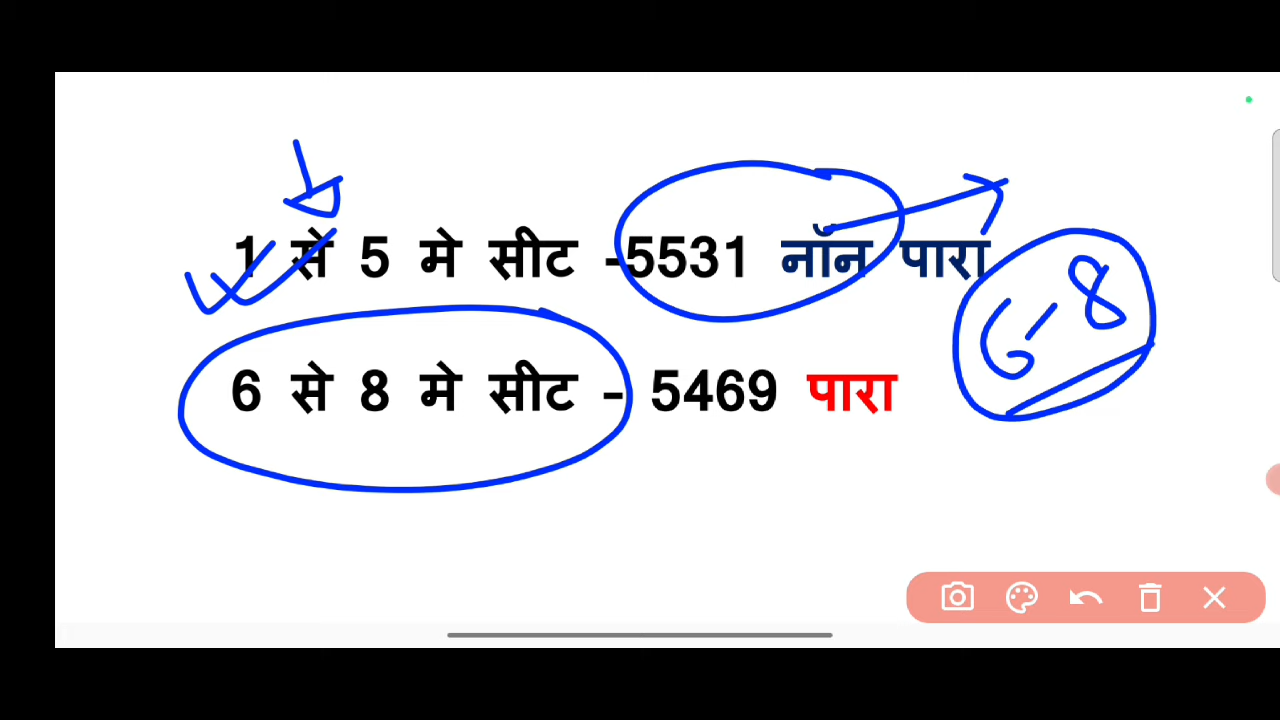 1 से 5 मे सीट -5531 नॉन पारा
6-8
6 से 8 मे सीट - 5469 पारा